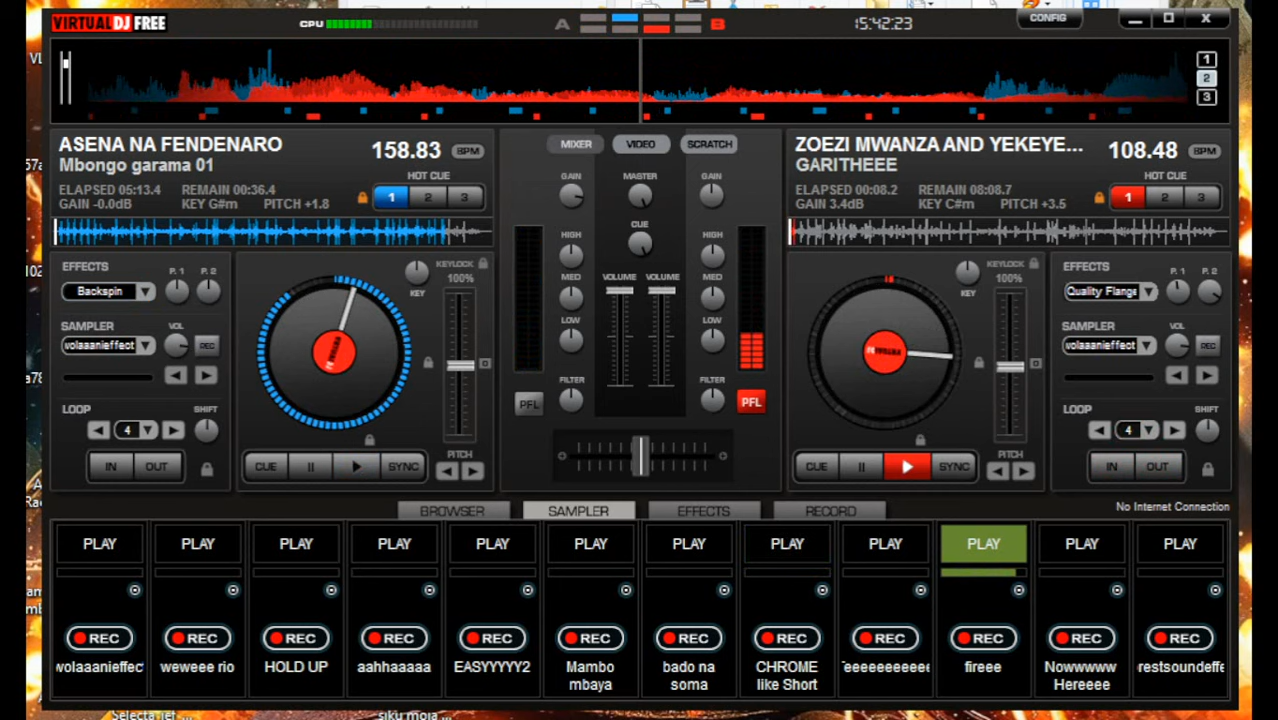 VIRTUAL DJ FREE
CPU
A
B
15:42:23
CONFIG
1
2
3
ASENA NA FENDENARO
Mbongo garama 01
158.83 BPM
ELAPSED 05:13.4 REMAIN 00:36.4
GAIN -0.0dB KEY G#m PITCH +1.8
HOT CUE
1 2 3
MIXER VIDEO SCRATCH
GAIN MASTER GAIN
CUE
HIGH HIGH
MED VOLUME VOLUME MED
LOW LOW
FILTER FILTER
PFL PFL
ZOEZI MWANZA AND YEKEYE...
GARITHEEE
108.48 BPM
ELAPSED 00:08.2 REMAIN 08:08.7
GAIN 3.4dB KEY C#m PITCH +3.5
HOT CUE
1 2 3
EFFECTS P. 1 P. 2
Backspin
SAMPLER VOL
volaaanieffect REC
LOOP SHIFT
4
IN OUT
KEYLOCK
100%
KEY
PITCH
CUE SYNC
KEYLOCK
100%
KEY
PITCH
CUE SYNC
EFFECTS P. 1 P. 2
Quality Flange
SAMPLER VOL
volaaanieffect REC
LOOP SHIFT
4
IN OUT
BROWSER SAMPLER EFFECTS RECORD
No Internet Connection
PLAY PLAY PLAY PLAY PLAY PLAY PLAY PLAY PLAY PLAY PLAY PLAY
REC REC REC REC REC REC REC REC REC REC REC REC
volaaanieffec
weweee rio
HOLD UP
aahhaaaaa
EASYYYYY2
Mambo
mbaya
bado na
soma
CHROME
like Short
fireee
Nowwwww
Hereeee
restsoundeffe
Selecta jef ...
siku moja ...